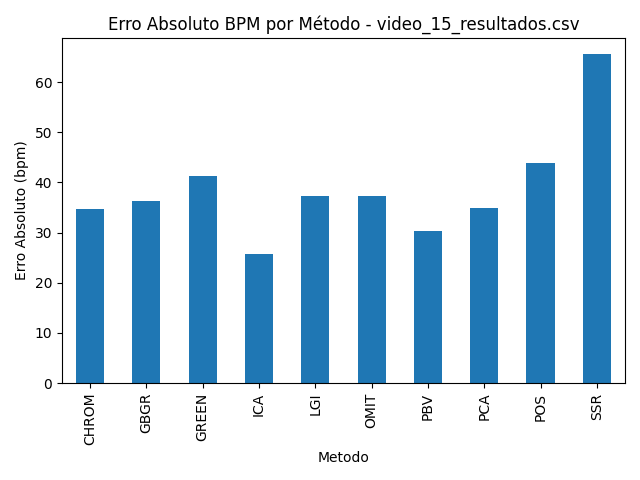 Erro Absoluto BPM por Método - video_15_resultados.csv
Erro Absoluto (bpm)
60
50
40
30
20
10
0
CHROM
GBGR
GREEN
ICA
LGI
OMIT
PBV
PCA
POS
SSR
Metodo